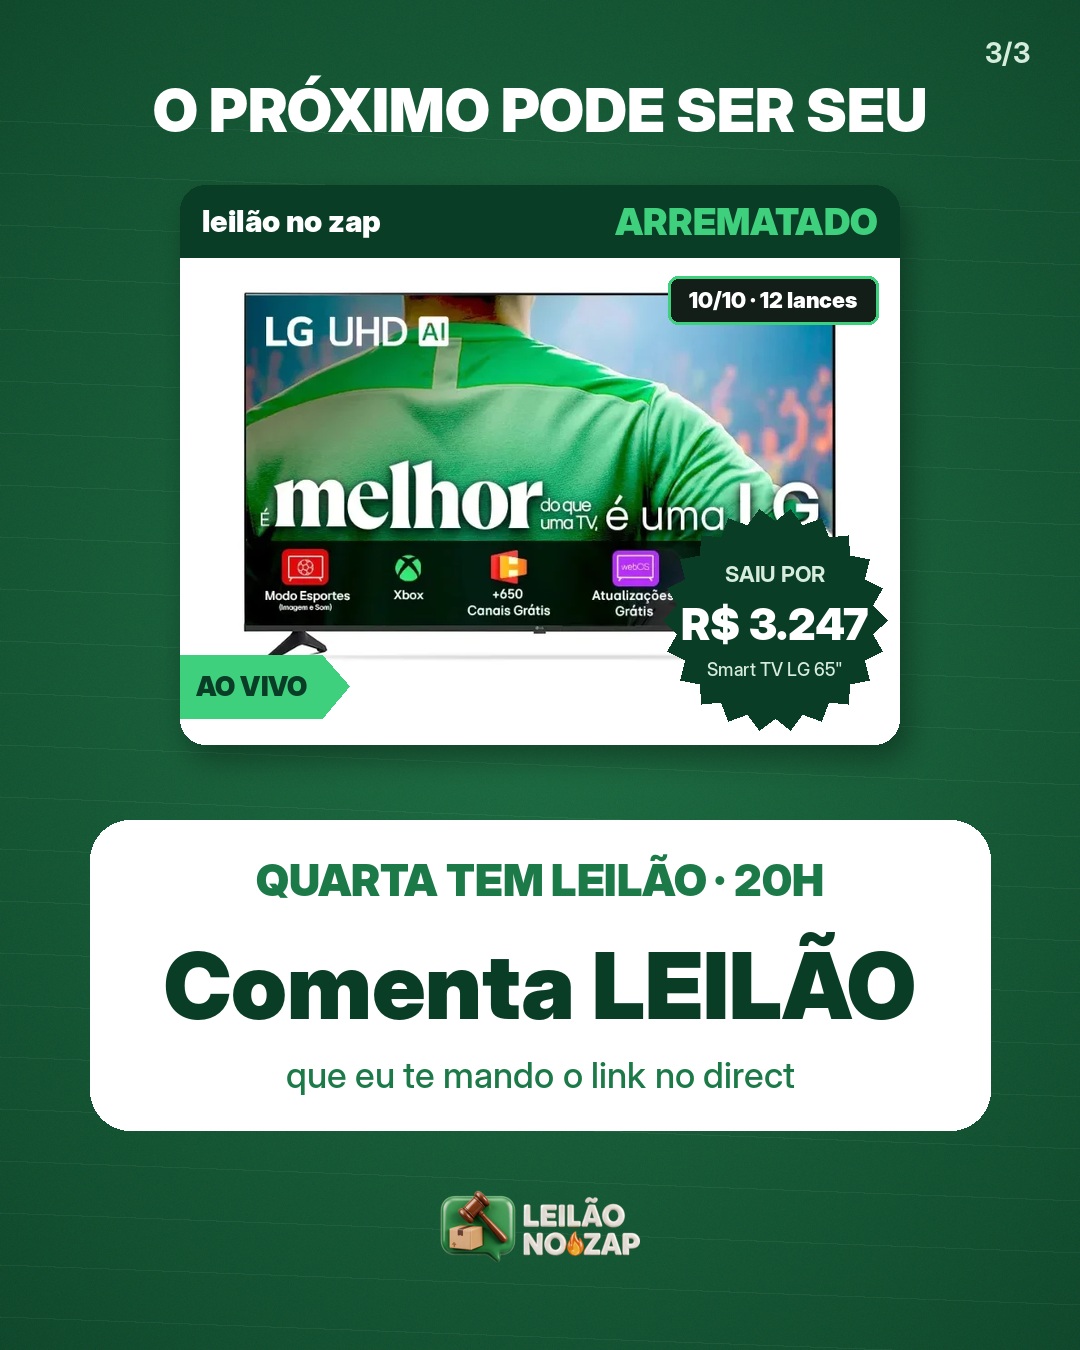 3/3
O PRÓXIMO PODE SER SEU
leilão no zap
ARREMATADO
10/10 · 12 lances
LG UHD AI
É melhor do que uma TV, é uma LG
Modo Esportes
(Imagem e Som)
Xbox
+650
Canais Grátis
webOS
Atualizações
Grátis
SAIU POR
R$ 3.247
Smart TV LG 65"
AO VIVO
QUARTA TEM LEILÃO · 20H
Comenta LEILÃO
que eu te mando o link no direct
LEILÃO
NO ZAP